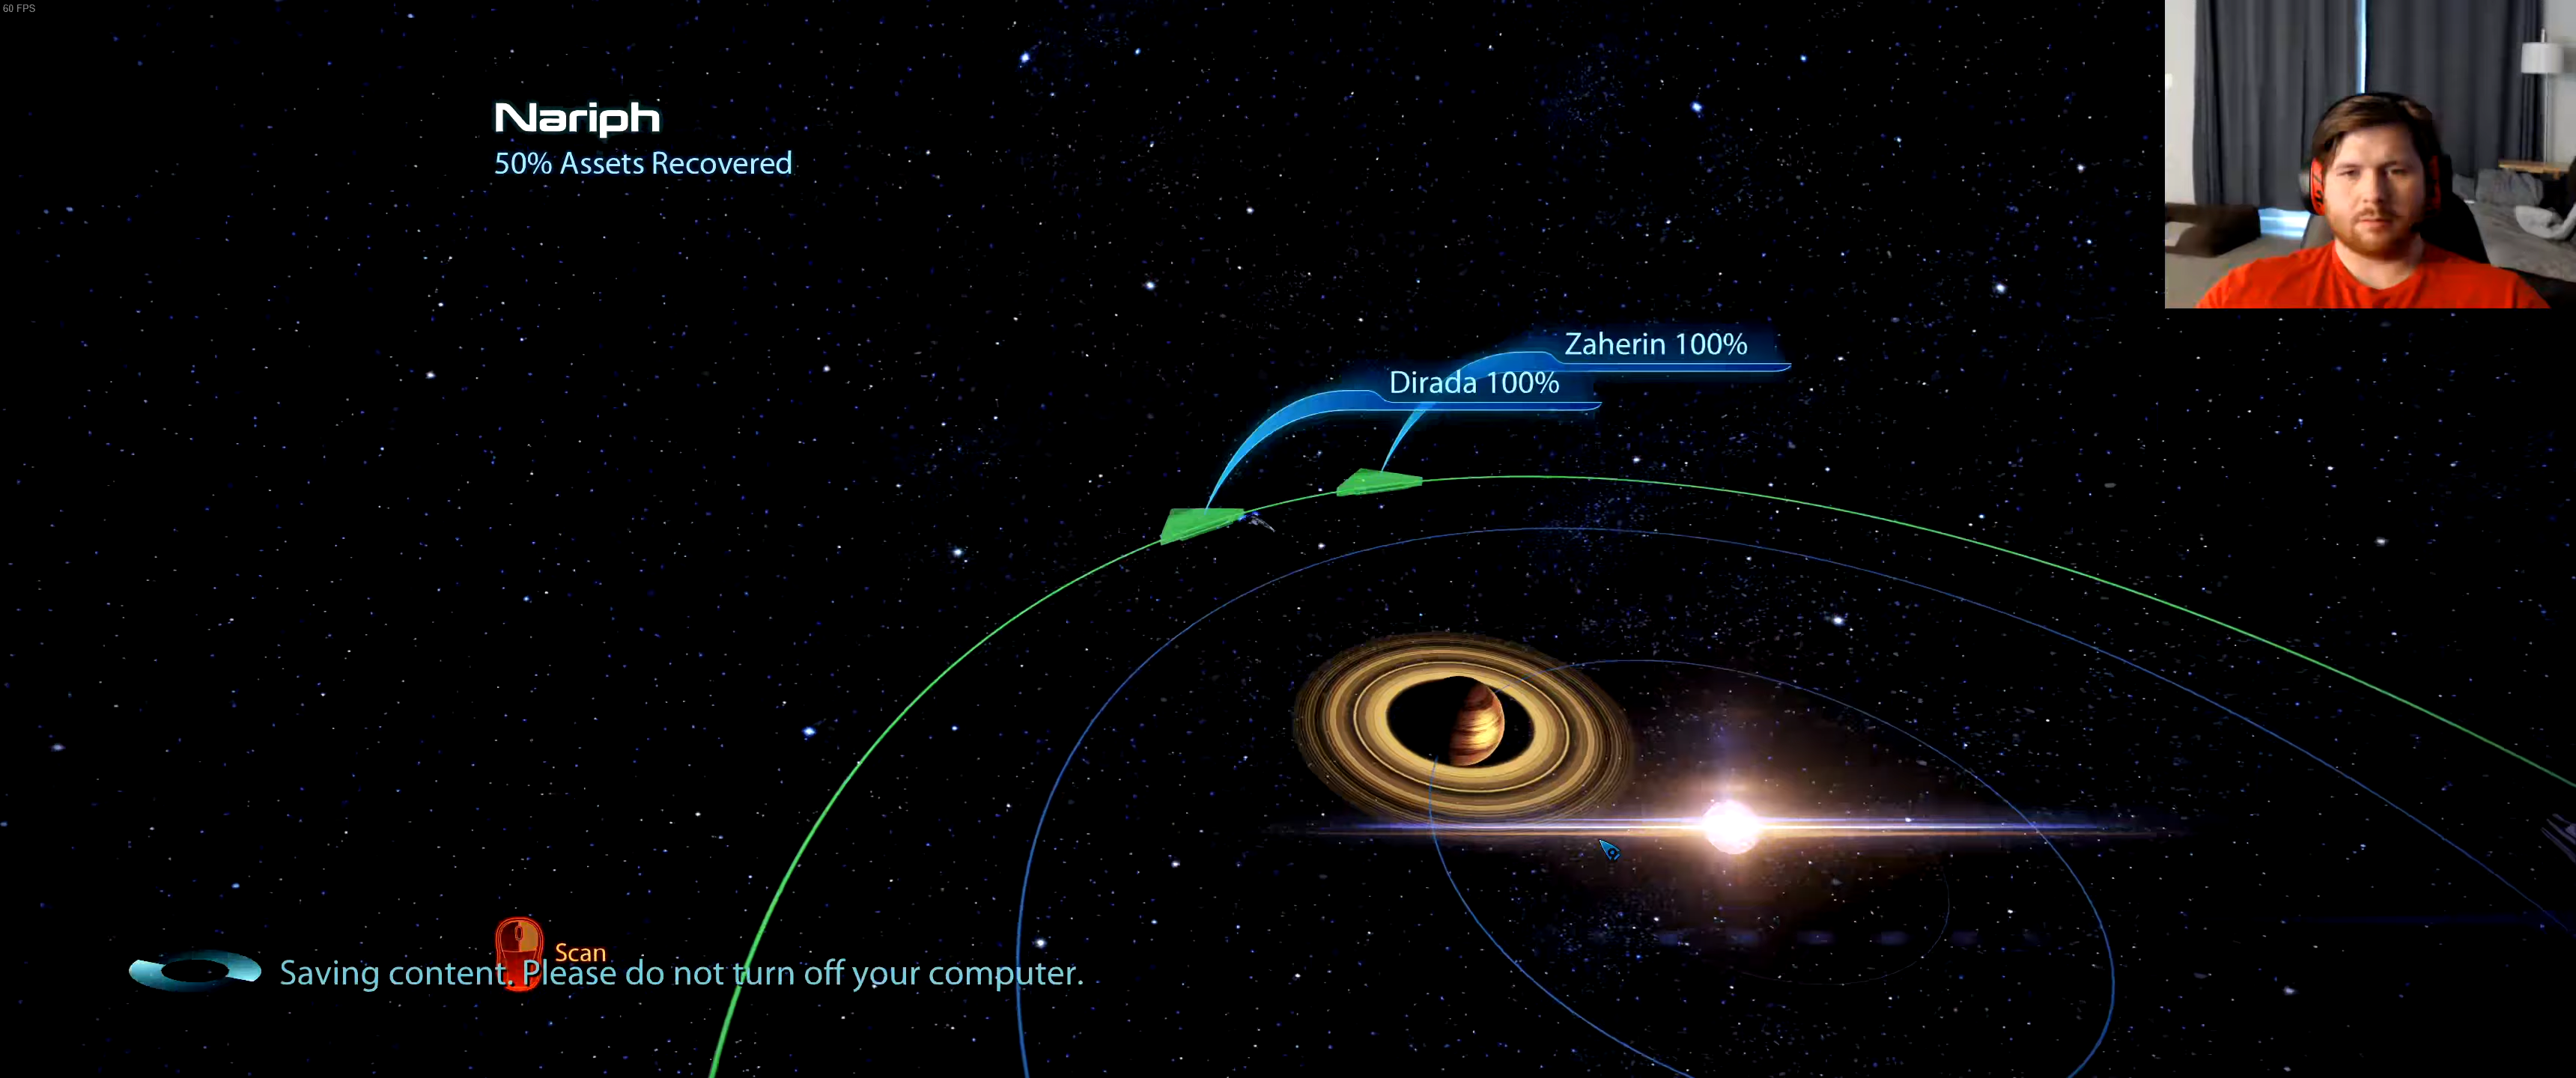 60 FPS
Nariph
50% Assets Recovered
Zaherin 100%
Dirada 100%
Scan
Saving content. Please do not turn off your computer.